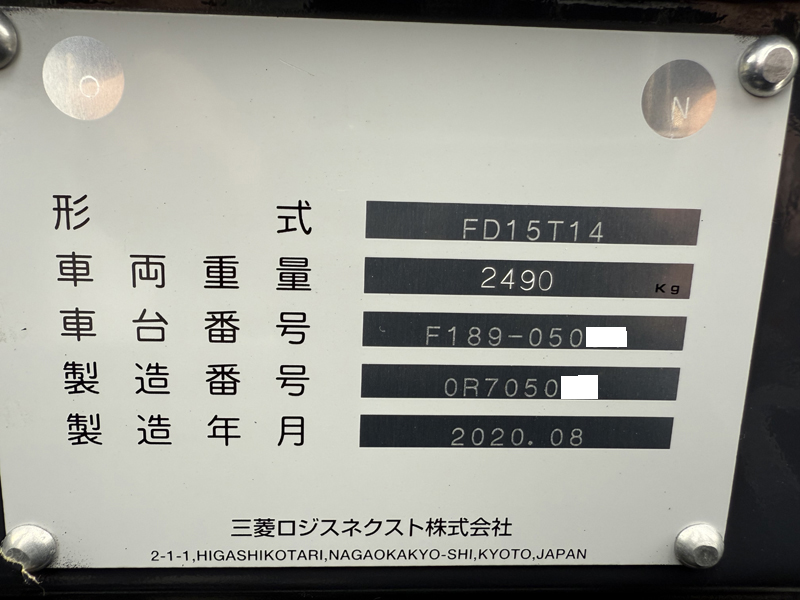 O N
形式 FD15T14
車両重量 2490 Kg
車台番号 F189-050
製造番号 0R7050
製造年月 2020.08
三菱ロジスネクスト株式会社
2-1-1,HIGASHIKOTARI,NAGAOKAKYO-SHI,KYOTO,JAPAN